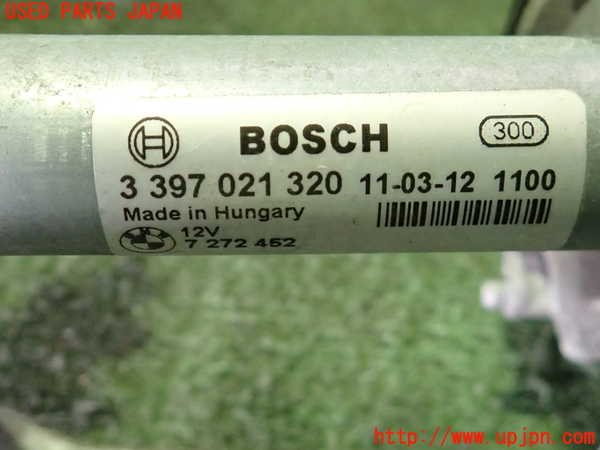 USED PARTS JAPAN
BOSCH 300
3 397 021 320 11-03-12 1100
Made in Hungary
12V
7 272 452
http://www.upjpn.com/